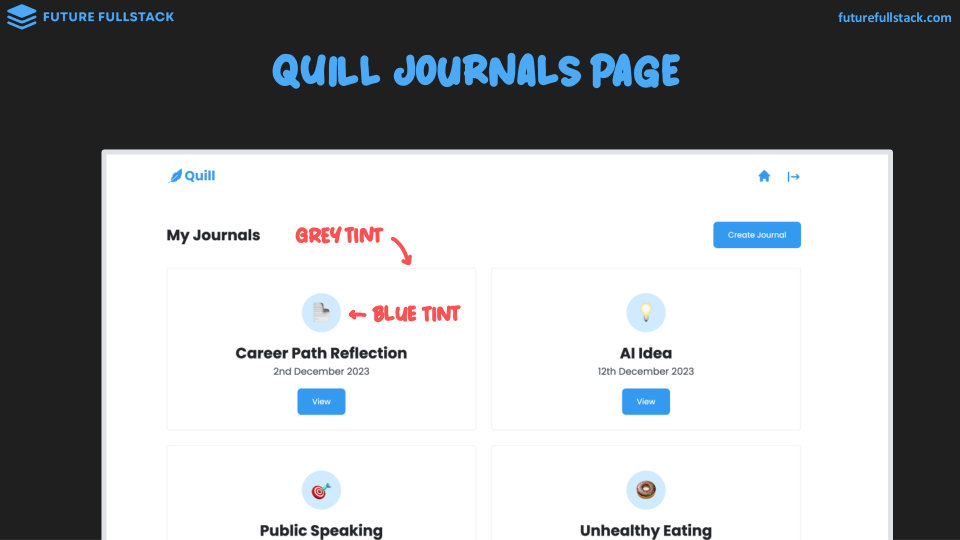 FUTURE FULLSTACK
futurefullstack.com
QUILL JOURNALS PAGE
Quill
My Journals
GREY TINT
Create Journal
BLUE TINT
Career Path Reflection
2nd December 2023
View
AI Idea
12th December 2023
View
Public Speaking
Unhealthy Eating